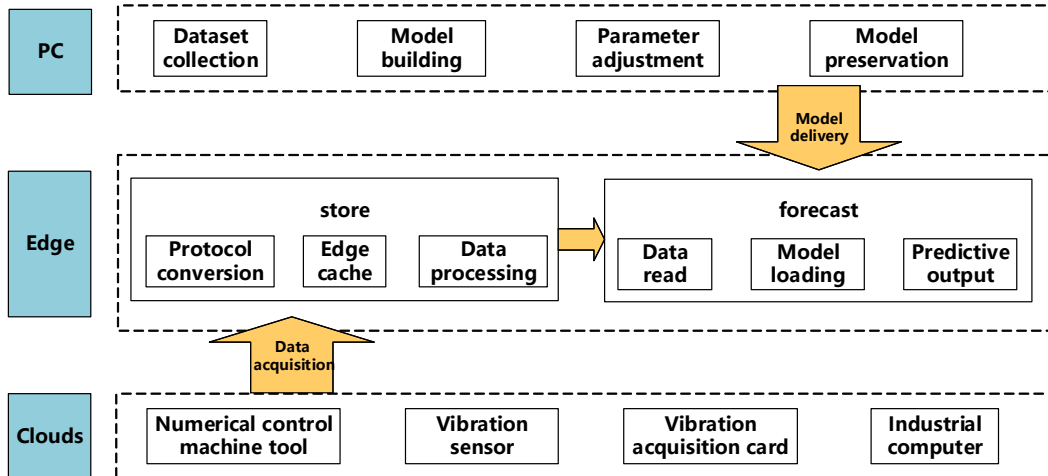 PC
Dataset
collection
Model
building
Parameter
adjustment
Model
preservation
Model
delivery
Edge
store
Protocol
conversion
Edge
cache
Data
processing
forecast
Data
read
Model
loading
Predictive
output
Data
acquisition
Clouds
Numerical control
machine tool
Vibration
sensor
Vibration
acquisition card
Industrial
computer